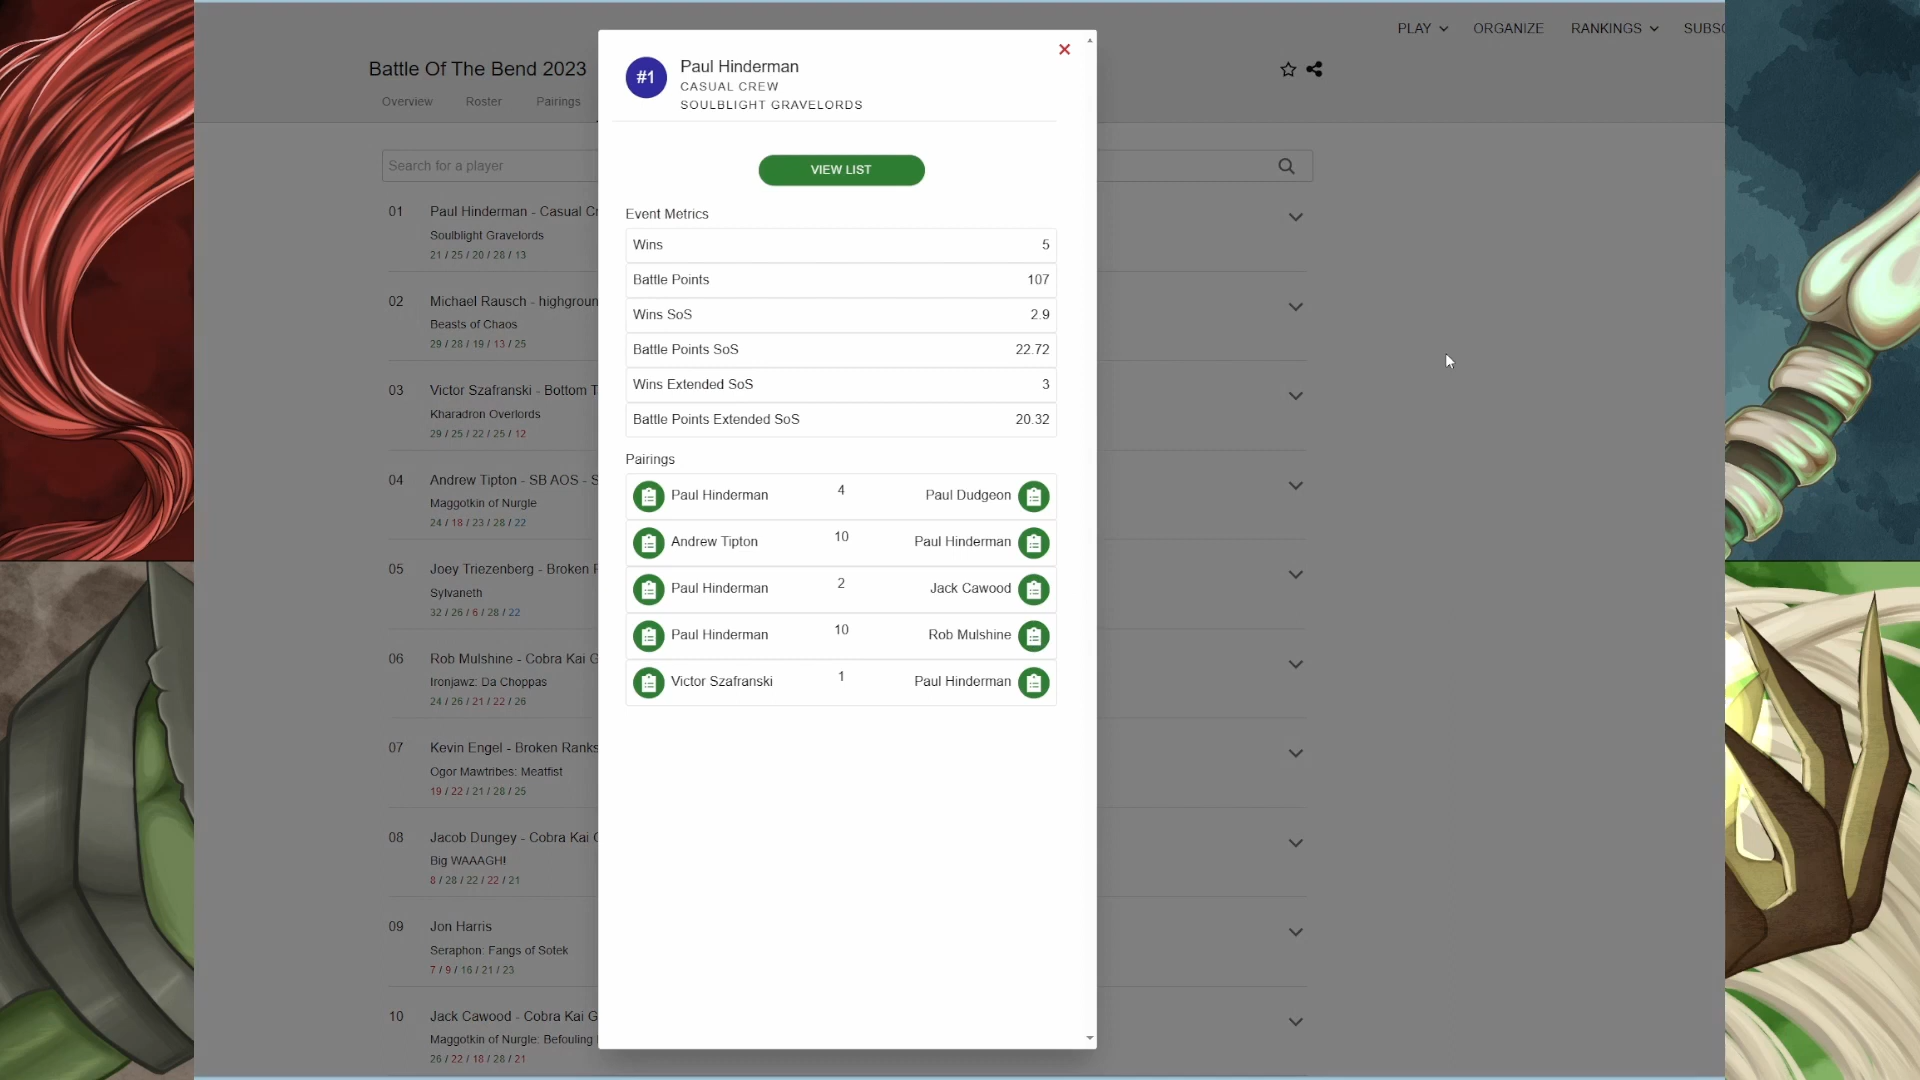 PLAY ORGANIZE RANKINGS SUBSC
Battle Of The Bend 2023
Overview Roster Pairings
Search for a player
01 Paul Hinderman - Casual Cr
Soulblight Gravelords
21 / 25 / 20 / 28 / 13
02 Michael Rausch - highgroun
Beasts of Chaos
29 / 28 / 19 / 13 / 25
03 Victor Szafranski - Bottom T
Kharadron Overlords
29 / 25 / 22 / 25 / 12
04 Andrew Tipton - SB AOS - S
Maggotkin of Nurgle
24 / 18 / 23 / 28 / 22
05 Joey Triezenberg - Broken R
Sylvaneth
32 / 26 / 6 / 28 / 22
06 Rob Mulshine - Cobra Kai G
Ironjawz: Da Choppas
24 / 26 / 21 / 22 / 26
07 Kevin Engel - Broken Ranks
Ogor Mawtribes: Meatfist
19 / 22 / 21 / 28 / 25
08 Jacob Dungey - Cobra Kai G
Big WAAAGH!
8 / 28 / 22 / 22 / 21
09 Jon Harris
Seraphon: Fangs of Sotek
7 / 9 / 16 / 21 / 23
10 Jack Cawood - Cobra Kai G
Maggotkin of Nurgle: Befouling
26 / 22 / 18 / 28 / 21
#1
Paul Hinderman
CASUAL CREW
SOULBLIGHT GRAVELORDS
VIEW LIST
Event Metrics
Wins 5
Battle Points 107
Wins SoS 2.9
Battle Points SoS 22.72
Wins Extended SoS 3
Battle Points Extended SoS 20.32
Pairings
Paul Hinderman 4 Paul Dudgeon
Andrew Tipton 10 Paul Hinderman
Paul Hinderman 2 Jack Cawood
Paul Hinderman 10 Rob Mulshine
Victor Szafranski 1 Paul Hinderman